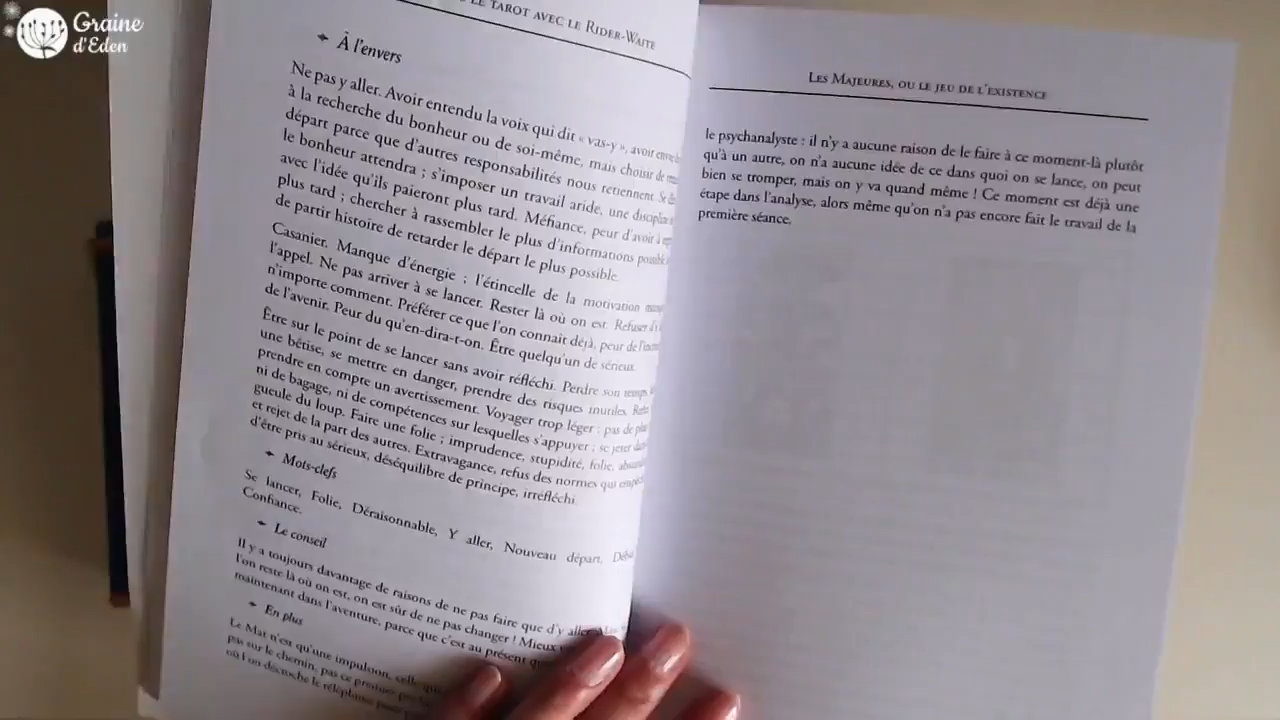 Graine
d'Eden
LE TAROT AVEC LE RIDER-WAITE
À l'envers
Ne pas y aller. Avoir entendu la voix qui dit « vas-y », avoir
à la recherche du bonheur ou de soi-même, mais choisir de
départ parce que d'autres responsabilités nous retiennent. Se
le bonheur attendra ; s'imposer un travail aride, une discipline
avec l'idée qu'ils paieront plus tard. Méfiance, peur d'avoir à
plus tard ; chercher à rassembler le plus d'informations possible
de partir histoire de retarder le départ le plus possible.
Casanier. Manque d'énergie ; l'étincelle de la motivation
l'appel. Ne pas arriver à se lancer. Rester là où on est. Refuser
n'importe comment. Préférer ce que l'on connaît déjà, peur de
de l'avenir. Peur du qu'en-dira-t-on. Être quelqu'un de sérieux.
Être sur le point de se lancer sans avoir réfléchi. Perdre son temps,
une bêtise, se mettre en danger, prendre des risques inutiles.
prendre en compte un avertissement. Voyager trop léger : pas de
ni de bagage, ni de compétences sur lesquelles s'appuyer ; se jeter
gueule du loup. Faire une folie ; imprudence, stupidité, folie,
et rejet de la part des autres. Extravagance, refus des normes qui
d'être pris au sérieux, déséquilibre de principe, irréfléchi.
Mots-clefs
Se lancer, Folie, Déraisonnable, Y aller, Nouveau départ,
Confiance.
Le conseil
Il y a toujours davantage de raisons de ne pas faire que d'y aller.
l'on reste là où on est, on est sûr de ne pas changer ! Mieux
maintenant dans l'aventure, parce que c'est au présent
En plus
Le Mat n'est qu'une impulsion, celle
pas sur le chemin, pas ce premier
où l'on décroche le téléphone pour
LES MAJEURES, OU LE JEU DE L'EXISTENCE
le psychanalyste : il n'y a aucune raison de le faire à ce moment-là plutôt
qu'à un autre, on n'a aucune idée de ce dans quoi on se lance, on peut
bien se tromper, mais on y va quand même ! Ce moment est déjà une
étape dans l'analyse, alors même qu'on n'a pas encore fait le travail de la
première séance.